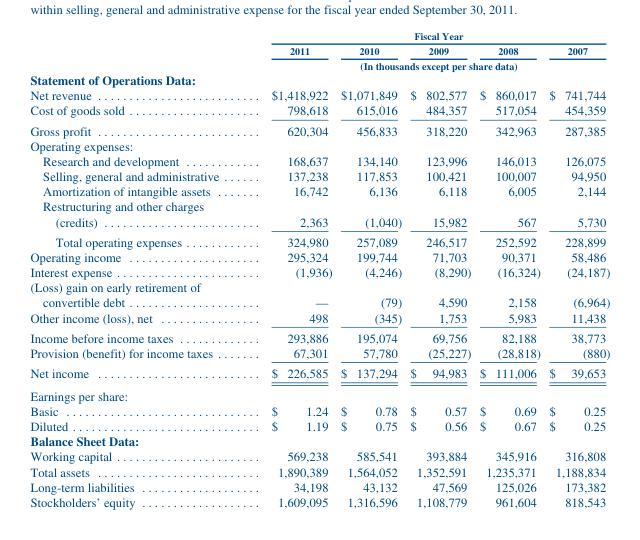 within selling, general and administrative expense for the fiscal year ended September 30, 2011.
Fiscal Year
2011 2010 2009 2008 2007
(In thousands except per share data)
Statement of Operations Data:
Net revenue .......................... $1,418,922 $1,071,849 $ 802,577 $ 860,017 $ 741,744
Cost of goods sold ..................... 798,618 615,016 484,357 517,054 454,359
Gross profit .......................... 620,304 456,833 318,220 342,963 287,385
Operating expenses:
Research and development ............ 168,637 134,140 123,996 146,013 126,075
Selling, general and administrative ...... 137,238 117,853 100,421 100,007 94,950
Amortization of intangible assets ....... 16,742 6,136 6,118 6,005 2,144
Restructuring and other charges
(credits) ......................... 2,363 (1,040) 15,982 567 5,730
Total operating expenses ............ 324,980 257,089 246,517 252,592 228,899
Operating income ...................... 295,324 199,744 71,703 90,371 58,486
Interest expense ....................... (1,936) (4,246) (8,290) (16,324) (24,187)
(Loss) gain on early retirement of
convertible debt ..................... — (79) 4,590 2,158 (6,964)
Other income (loss), net ................ 498 (345) 1,753 5,983 11,438
Income before income taxes .............. 293,886 195,074 69,756 82,188 38,773
Provision (benefit) for income taxes ....... 67,301 57,780 (25,227) (28,818) (880)
Net income .......................... $ 226,585 $ 137,294 $ 94,983 $ 111,006 $ 39,653
Earnings per share:
Basic ............................... $ 1.24 $ 0.78 $ 0.57 $ 0.69 $ 0.25
Diluted .............................. $ 1.19 $ 0.75 $ 0.56 $ 0.67 $ 0.25
Balance Sheet Data:
Working capital ....................... 569,238 585,541 393,884 345,916 316,808
Total assets .......................... 1,890,389 1,564,052 1,352,591 1,235,371 1,188,834
Long-term liabilities ................... 34,198 43,132 47,569 125,026 173,382
Stockholders' equity ................... 1,609,095 1,316,596 1,108,779 961,604 818,543